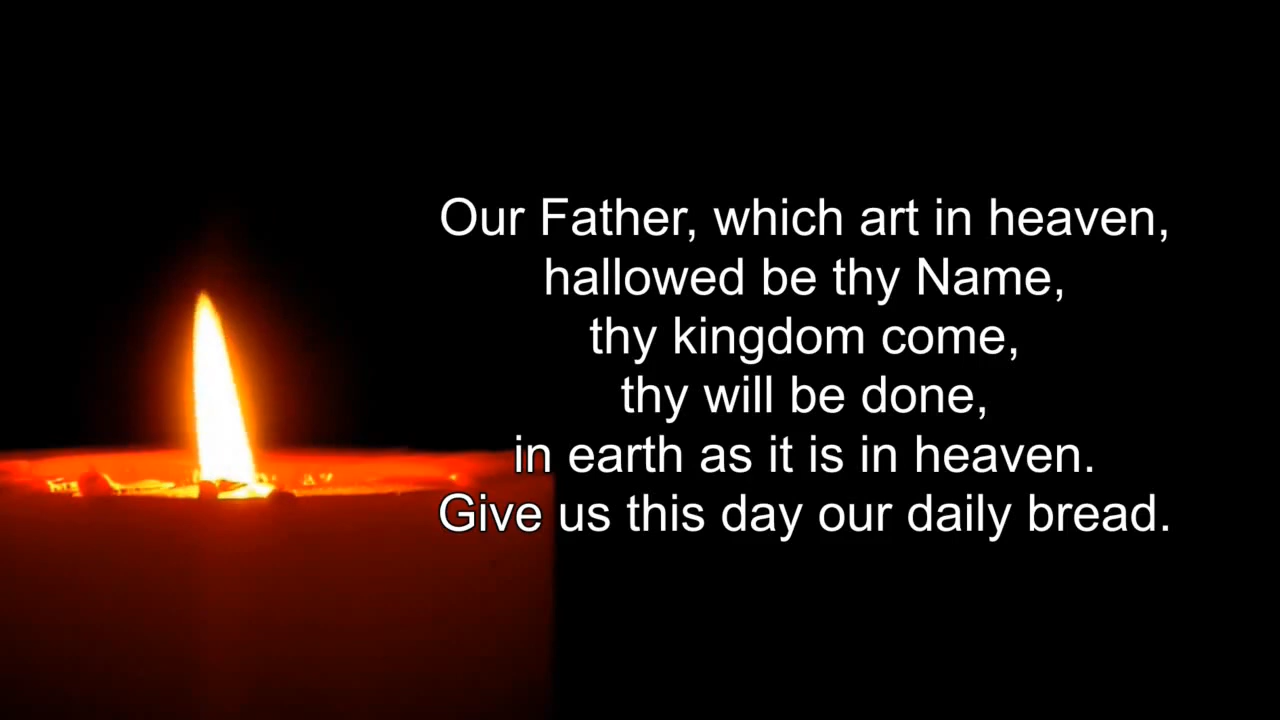 Our Father, which art in heaven,
hallowed be thy Name,
thy kingdom come,
thy will be done,
in earth as it is in heaven.
Give us this day our daily bread.